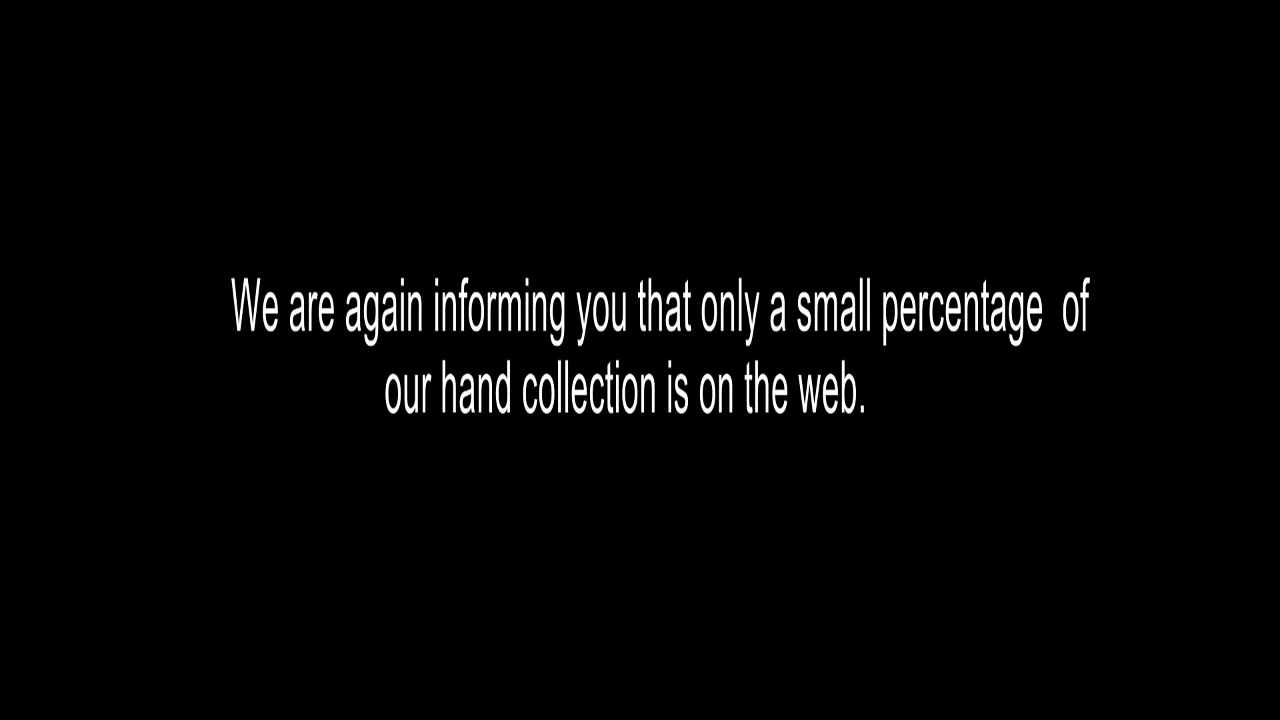 We are again informing you that only a small percentage  of
our hand collection is on the web.